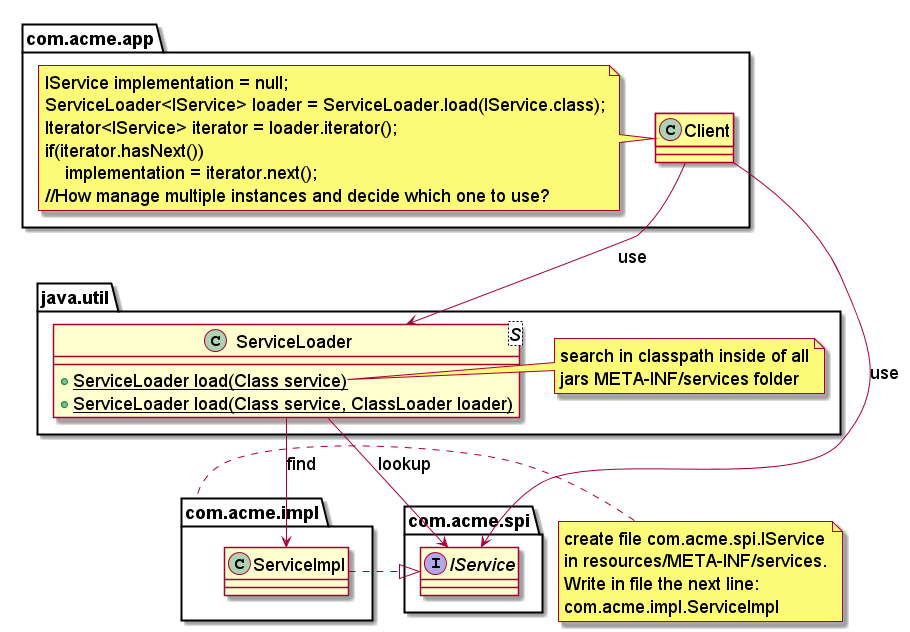 com.acme.app
IService implementation = null;
ServiceLoader<IService> loader = ServiceLoader.load(IService.class);
Iterator<IService> iterator = loader.iterator();
if(iterator.hasNext())
implementation = iterator.next();
//How manage multiple instances and decide which one to use?
C Client
use
java.util
C ServiceLoader
S
ServiceLoader load(Class service)
ServiceLoader load(Class service, ClassLoader loader)
search in classpath inside of all
jars META-INF/services folder
use
find
lookup
com.acme.impl
C ServiceImpl
com.acme.spi
I IService
create file com.acme.spi.IService
in resources/META-INF/services.
Write in file the next line:
com.acme.impl.ServiceImpl